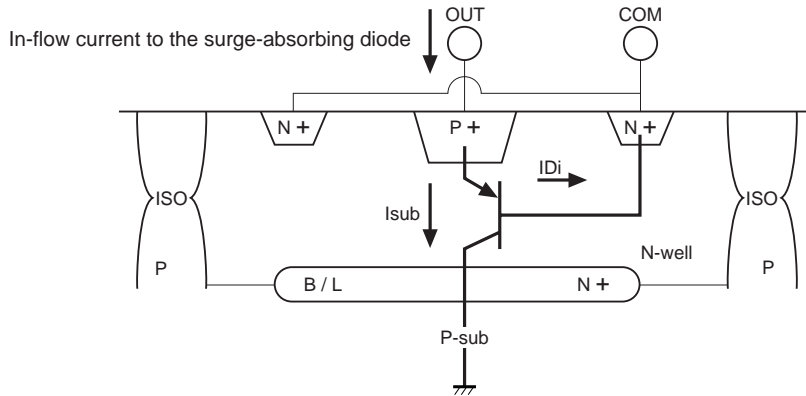 OUT
COM
In-flow current to the surge-absorbing diode
N+
P+
N+
IDi
ISO
Isub
ISO
N-well
P
P
B / L
N+
P-sub